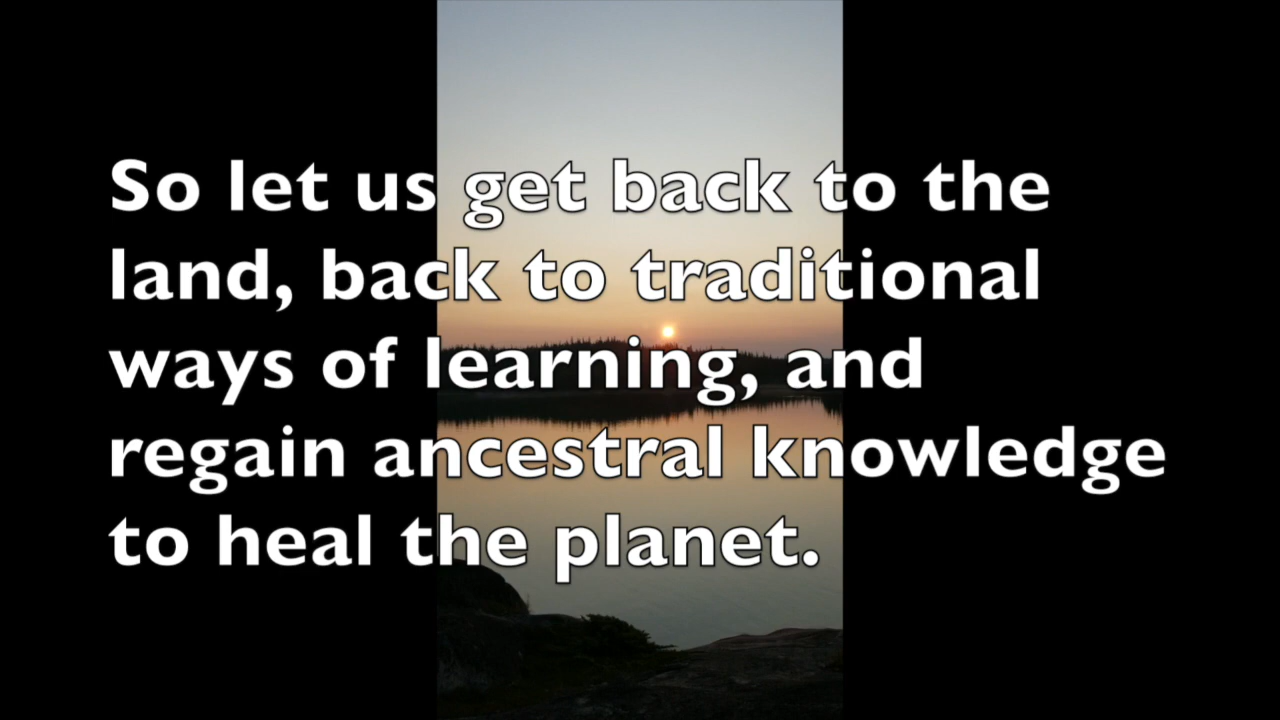 So let us get back to the
land, back to traditional
ways of learning, and
regain ancestral knowledge
to heal the planet.